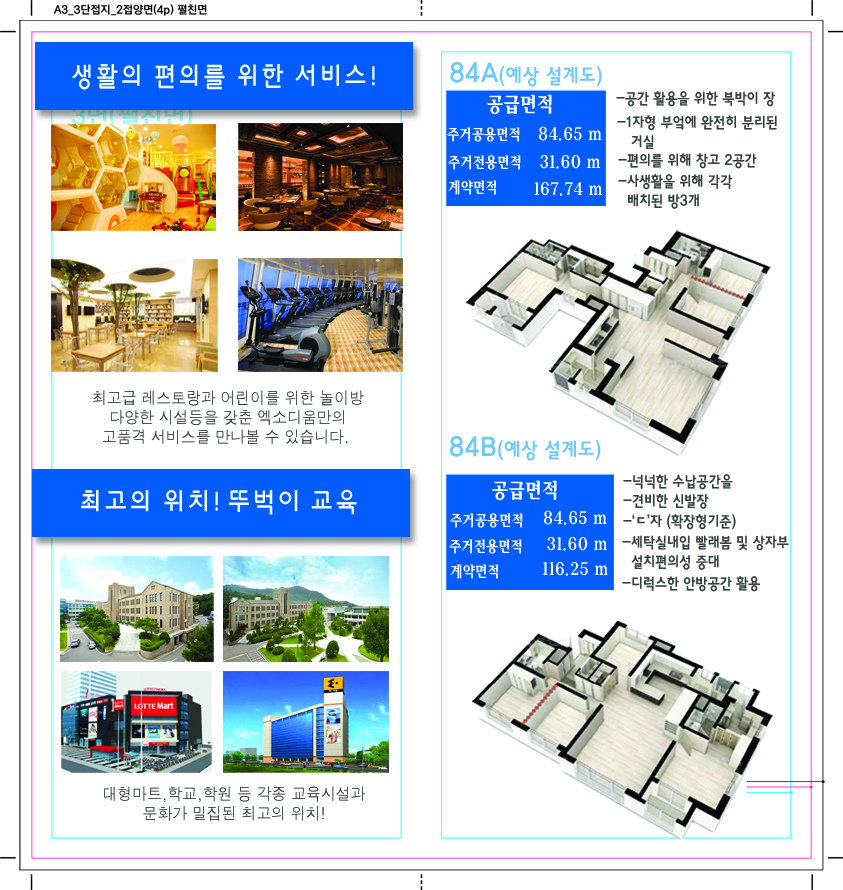 A3_3단접지_2접양면(4p) 펼친면
생활의 편의를 위한 서비스!
3면(펼친면)
최고급 레스토랑과 어린이를 위한 놀이방
다양한 시설등을 갖춘 엑소디움만의
고품격 서비스를 만나볼 수 있습니다.
최고의 위치! 뚜벅이 교육
LOTTE Mart
LOTTE Mart
대형마트,학교,학원 등 각종 교육시설과
문화가 밀집된 최고의 위치!
84A(예상 설계도)
공급면적
주거공용면적 84.65 m
주거전용면적 31.60 m
계약면적 167.74 m
-공간 활용을 위한 북박이 장
-1자형 부엌에 완전히 분리된
거실
-편의를 위해 창고 2공간
-사생활을 위해 각각
배치된 방3개
84B(예상 설계도)
공급면적
주거공용면적 84.65 m
주거전용면적 31.60 m
계약면적 116.25 m
-넉넉한 수납공간을
-견비한 신발장
-'ㄷ'자 (확장형기준)
-세탁실내입 빨래봄 및 상자부
설치편의성 중대
-디럭스한 안방공간 활용